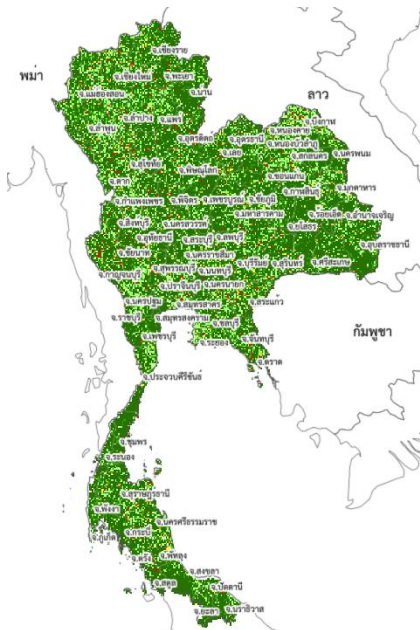 จ.เชียงราย
พม่า
จ.เชียงใหม่
จ.พะเยา
จ.แม่ฮ่องสอน
จ.น่าน
ลาว
จ.ลำปาง
จ.แพร่
จ.ลำพูน
จ.บึงกาฬ
จ.หนองคาย
จ.อุตรดิตถ์
จ.อุดรธานี
จ.หนองบัวลำภู
จ.เลย
จ.สกลนคร
จ.นครพนม
จ.สุโขทัย
จ.พิษณุโลก
จ.ขอนแก่น
จ.ตาก
จ.กาฬสินธุ์
จ.มุกดาหาร
จ.กำแพงเพชร
จ.พิจิตร
จ.เพชรบูรณ์
จ.ชัยภูมิ
จ.มหาสารคาม
จ.ร้อยเอ็ด
จ.อำนาจเจริญ
จ.สิงห์บุรี
จ.นครสวรรค์
จ.ยโสธร
จ.อุทัยธานี
จ.สระบุรี
จ.ลพบุรี
จ.อุบลราชธานี
จ.ชัยนาท
จ.นครราชสีมา
จ.บุรีรัมย์
จ.สุรินทร์
จ.ศรีสะเกษ
จ.กาญจนบุรี
จ.สุพรรณบุรี
จ.นนทบุรี
จ.ปราจีนบุรี
จ.นครนายก
จ.นครปฐม
จ.สมุทรสาคร
จ.สระแก้ว
จ.ราชบุรี
จ.สมุทรสงคราม
จ.ชลบุรี
กัมพูชา
จ.เพชรบุรี
จ.ระยอง
จ.จันทบุรี
จ.ตราด
จ.ประจวบคีรีขันธ์
จ.ชุมพร
จ.ระนอง
จ.สุราษฎร์ธานี
จ.พังงา
จ.นครศรีธรรมราช
จ.กระบี่
จ.ภูเก็ต
จ.ตรัง
จ.พัทลุง
จ.สงขลา
จ.สตูล
จ.ปัตตานี
จ.ยะลา
จ.นราธิวาส